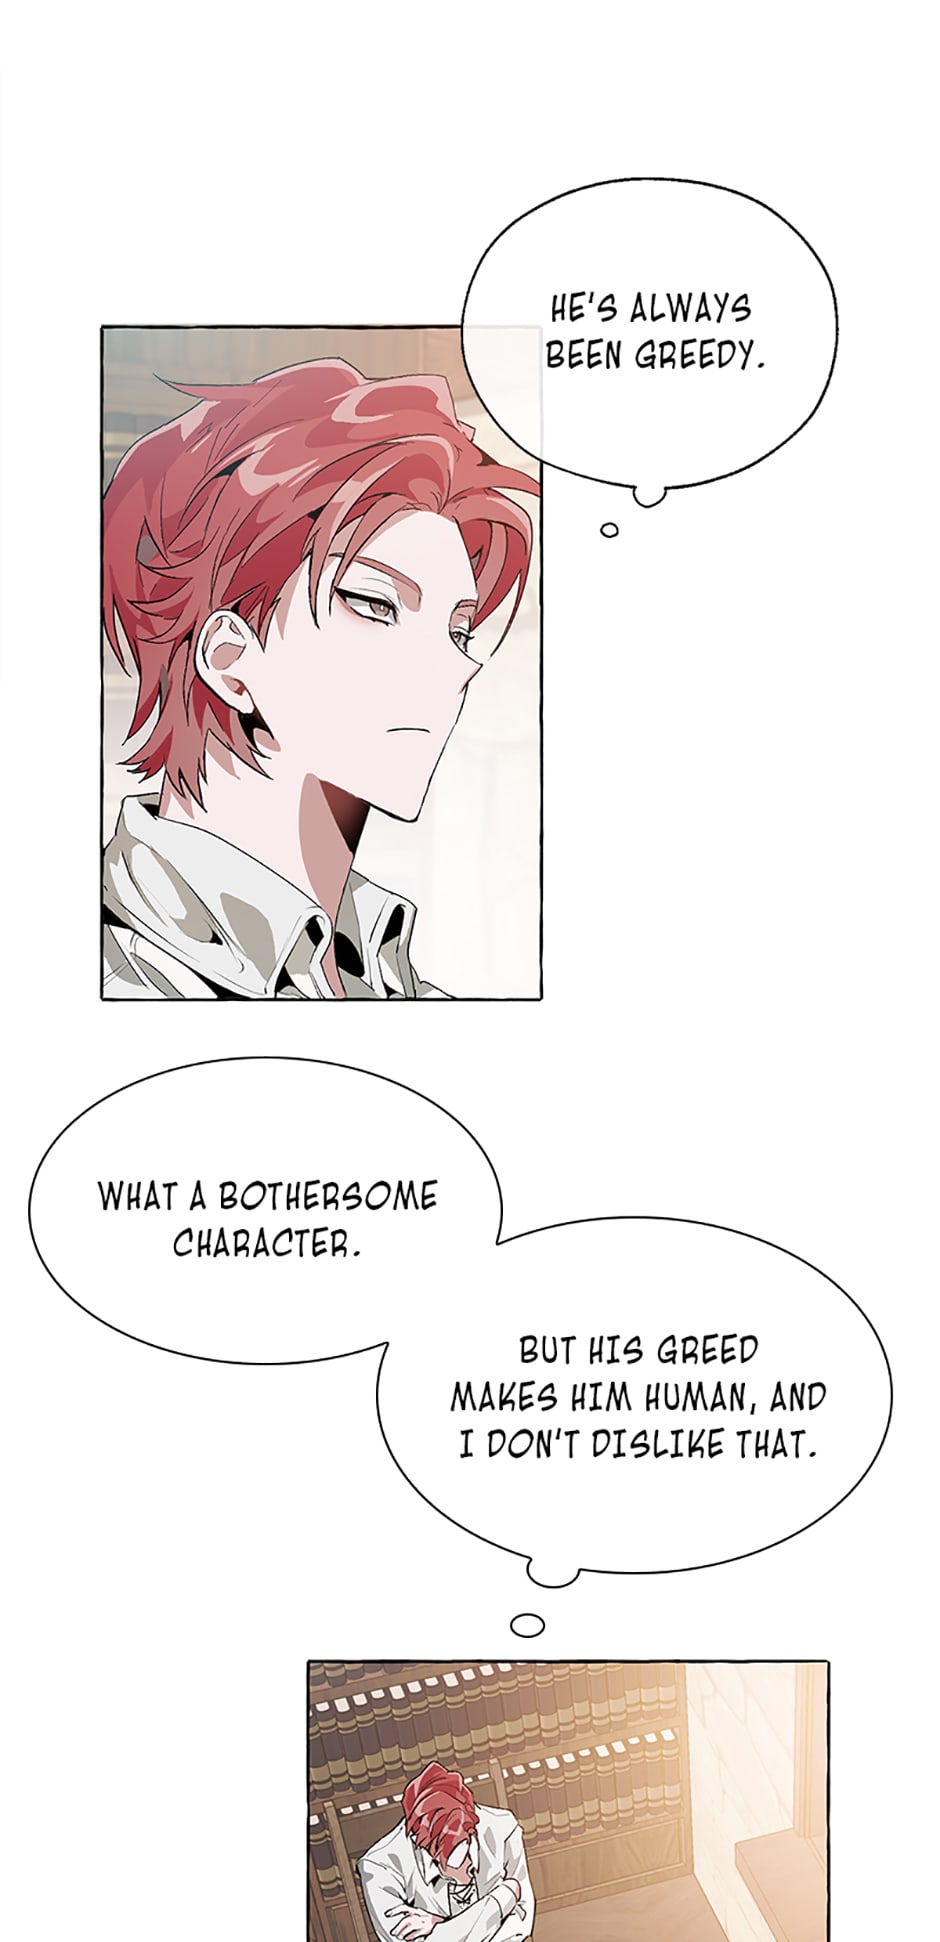 HE'S ALWAYS
BEEN GREEDY.
WHAT A BOTHERSOME
CHARACTER.
BUT HIS GREED
MAKES HIM HUMAN, AND
I DON'T DISLIKE THAT.